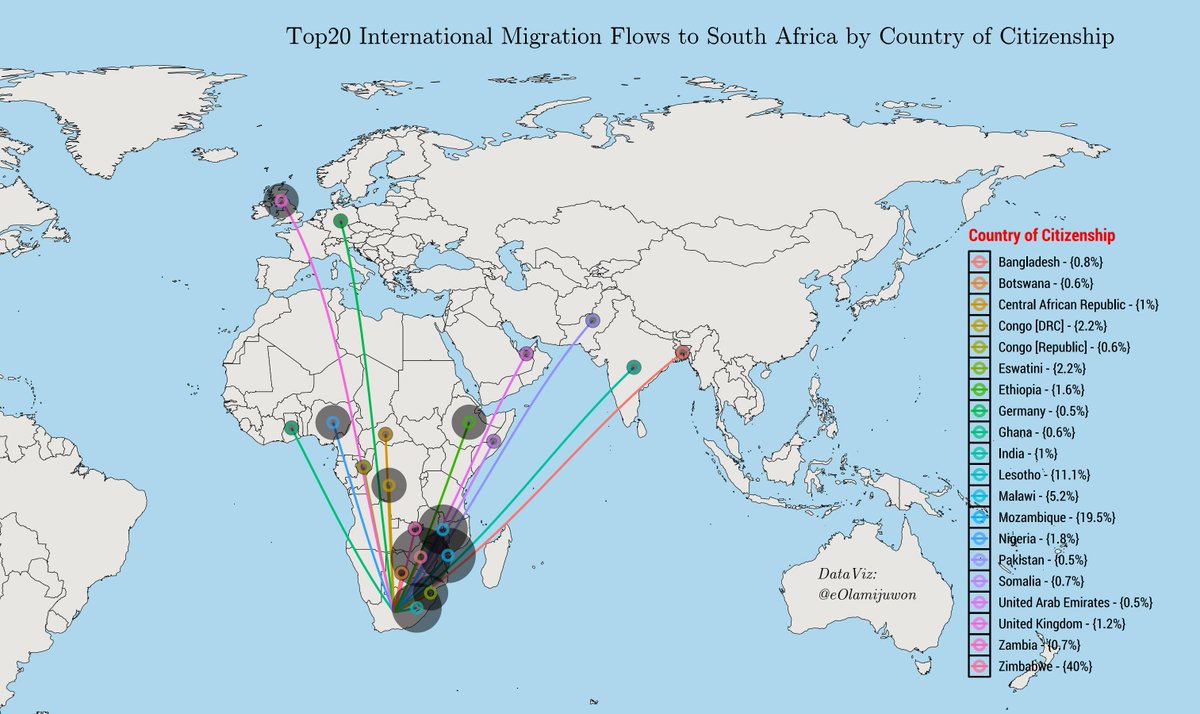 Top20 International Migration Flows to South Africa by Country of Citizenship
Country of Citizenship
Bangladesh - {0.8%}
Botswana - {0.6%}
Central African Republic - {1%}
Congo [DRC] - {2.2%}
Congo [Republic] - {0.6%}
Eswatini - {2.2%}
Ethiopia - {1.6%}
Germany - {0.5%}
Ghana - {0.6%}
India - {1%}
Lesotho - {11.1%}
Malawi - {5.2%}
Mozambique - {19.5%}
Nigeria - {1.8%}
Pakistan - {0.5%}
Somalia - {0.7%}
United Arab Emirates - {0.5%}
United Kingdom - {1.2%}
Zambia - {0.7%}
Zimbabwe - {40%}
DataViz:
@eOlamijuwon